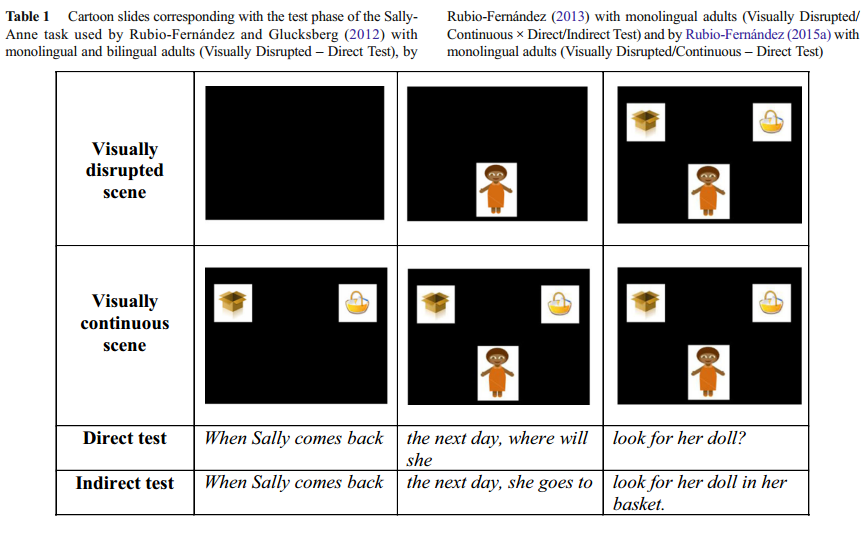 Table 1 Cartoon slides corresponding with the test phase of the Sally-
Anne task used by Rubio-Fernández and Glucksberg (2012) with
monolingual and bilingual adults (Visually Disrupted – Direct Test), by
Rubio-Fernández (2013) with monolingual adults (Visually Disrupted/
Continuous × Direct/Indirect Test) and by Rubio-Fernández (2015a) with
monolingual adults (Visually Disrupted/Continuous – Direct Test)
Visually
disrupted
scene
Visually
continuous
scene
Direct test
When Sally comes back
the next day, where will
she
look for her doll?
Indirect test
When Sally comes back
the next day, she goes to
look for her doll in her
basket.